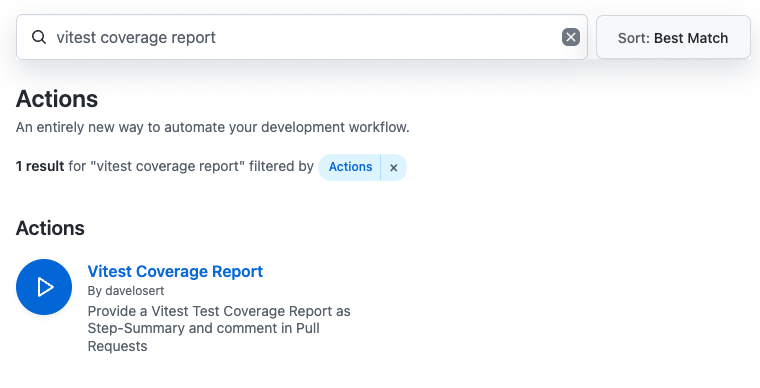 vitest coverage report
Sort: Best Match
Actions
An entirely new way to automate your development workflow.
1 result for "vitest coverage report" filtered by Actions ×
Actions
Vitest Coverage Report
By davelosert
Provide a Vitest Test Coverage Report as
Step-Summary and comment in Pull
Requests